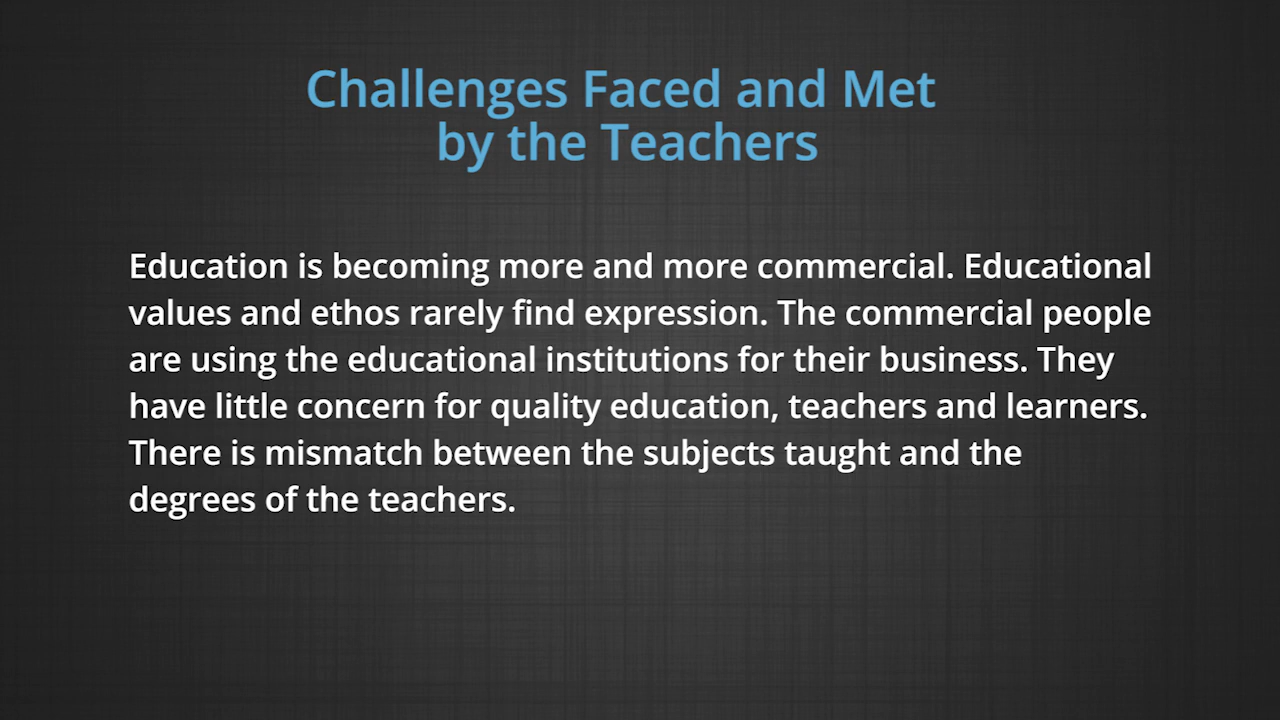 Challenges Faced and Met
by the Teachers
Education is becoming more and more commercial. Educational
values and ethos rarely find expression. The commercial people
are using the educational institutions for their business. They
have little concern for quality education, teachers and learners.
There is mismatch between the subjects taught and the
degrees of the teachers.